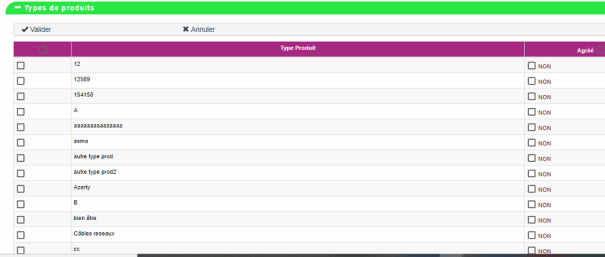 Types de produits
Valider Annuler
Type Produit Agréé
12 NON
12589 NON
154158 NON
A NON
aaaaaaaaaaaaaaa NON
asma NON
autre type prod NON
autre type prod2 NON
Azerty NON
B NON
bien être NON
Câbles reseaux NON
cc NON